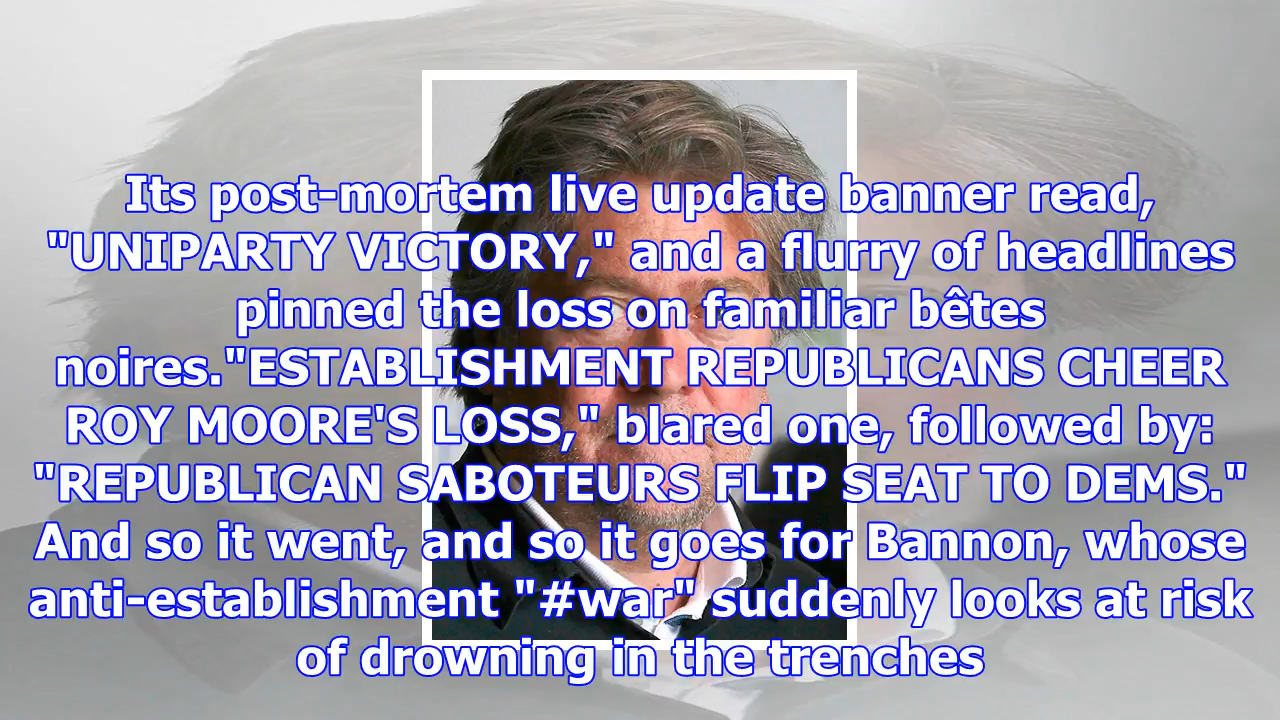 Its post-mortem live update banner read,
"UNIPARTY VICTORY," and a flurry of headlines
pinned the loss on familiar bêtes
noires."ESTABLISHMENT REPUBLICANS CHEER
ROY MOORE'S LOSS," blared one, followed by:
"REPUBLICAN SABOTEURS FLIP SEAT TO DEMS."
And so it went, and so it goes for Bannon, whose
anti-establishment "#war" suddenly looks at risk
of drowning in the trenches